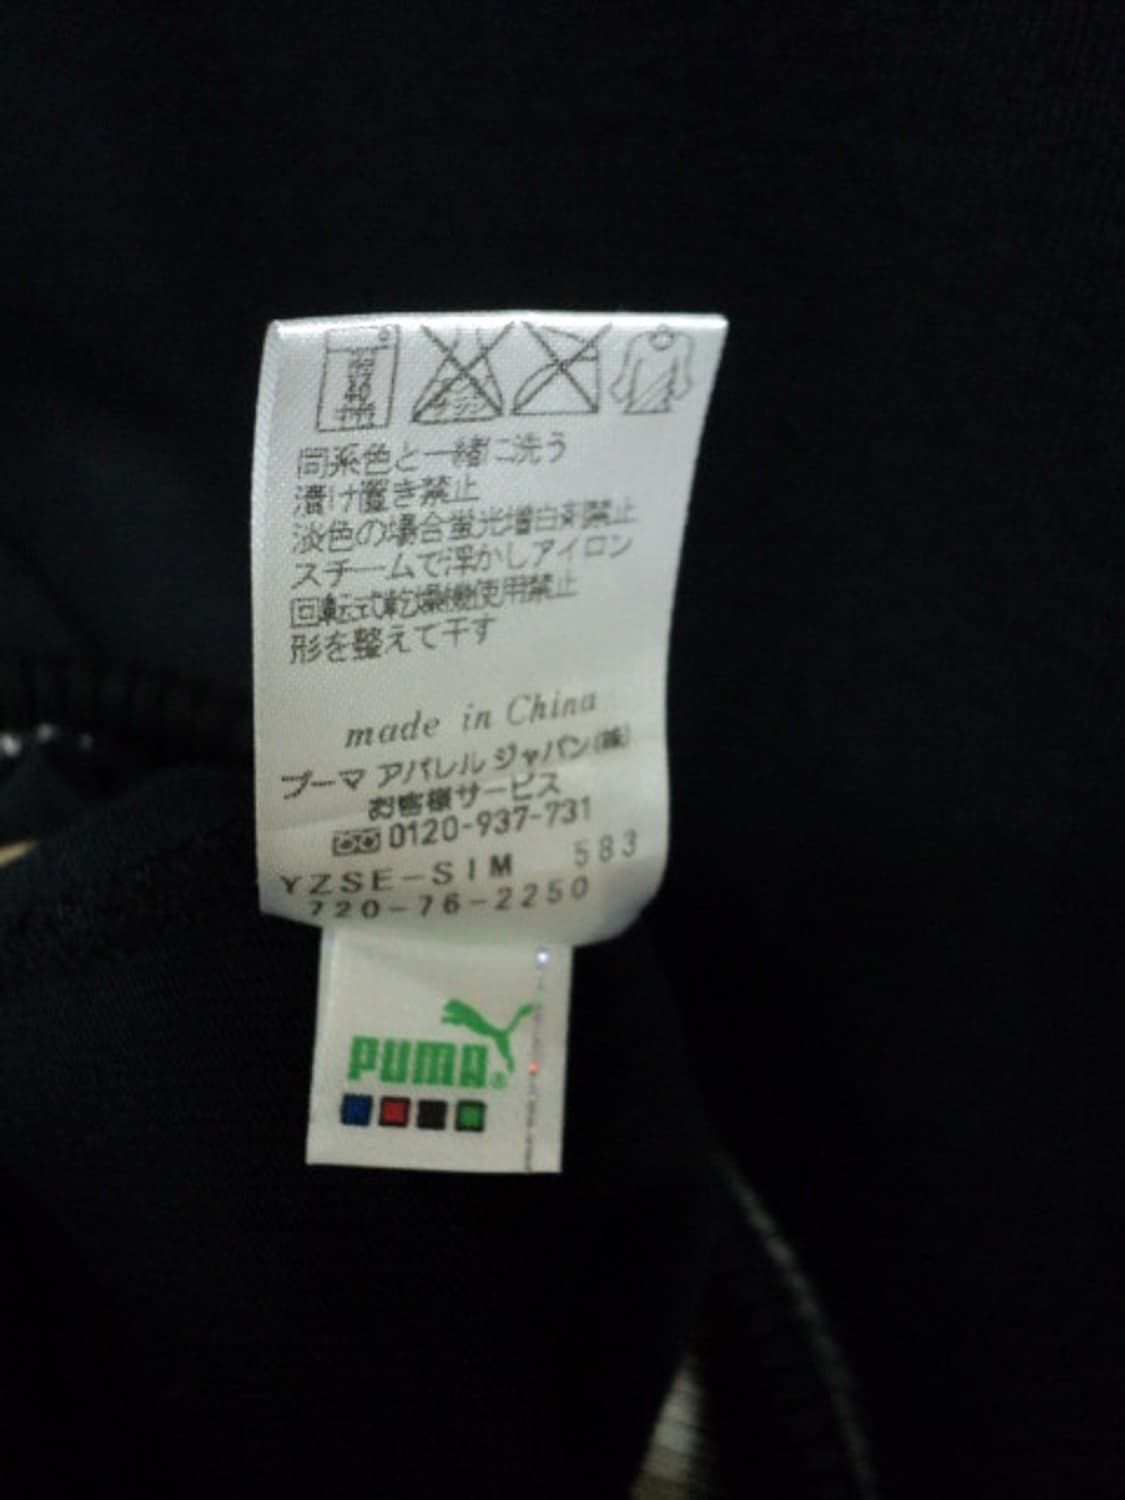 同系色と一緒に洗う
漬け置き禁止
淡色の場合蛍光増白剤禁止
スチームで浮かしアイロン
回転式乾燥機使用禁止
形を整えて干す
made in China
プーマ アパレル ジャパン(株)
お客様サービス
0120-937-731
583
YZSE-SIM
720-76-2250
PUMA®